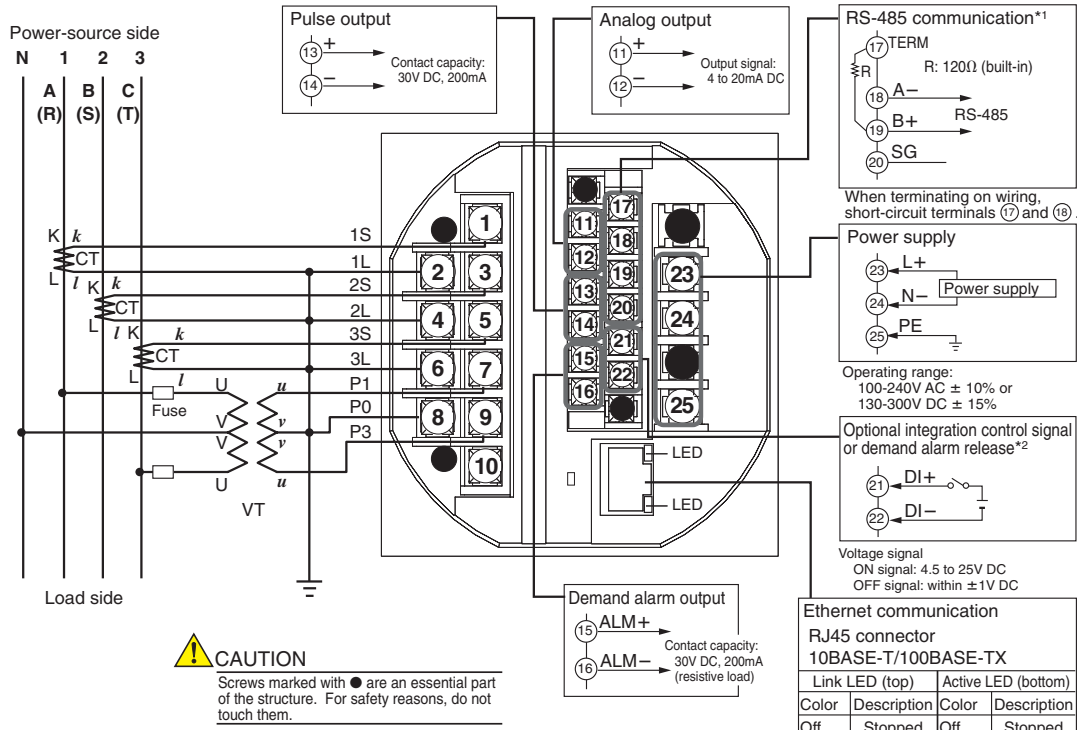 Power-source side
N 1 2 3
A B C
(R) (S) (T)
K k
CT
L l
K k
CT
L l
K k
CT
L l
Fuse
U u
V v
V v
U u
VT
Load side
1S
1L
2S
2L
3S
3L
P1
P0
P3
Pulse output
13 +
14 −
Contact capacity:
30V DC, 200mA
Analog output
11 +
12 −
Output signal:
4 to 20mA DC
RS-485 communication*1
17 TERM
R
R: 120Ω (built-in)
18 A−
19 B+
RS-485
20 SG
When terminating on wiring,
short-circuit terminals 17 and 18 .
1
2 3
4 5
6 7
8 9
10
11
12
13
14
15
16
17
18
19
20
21
22
23
24
25
LED
LED
Power supply
23 L+
24 N−
Power supply
25 PE
Operating range:
100-240V AC ± 10% or
130-300V DC ± 15%
Optional integration control signal
or demand alarm release*2
21 DI+
22 DI−
Voltage signal
ON signal: 4.5 to 25V DC
OFF signal: within ±1V DC
Demand alarm output
15 ALM+
16 ALM−
Contact capacity:
30V DC, 200mA
(resistive load)
Ethernet communication
RJ45 connector
10BASE-T/100BASE-TX
Link LED (top) Active LED (bottom)
Color Description Color Description
Off Stopped Off Stopped
! CAUTION
Screws marked with ● are an essential part
of the structure. For safety reasons, do not
touch them.